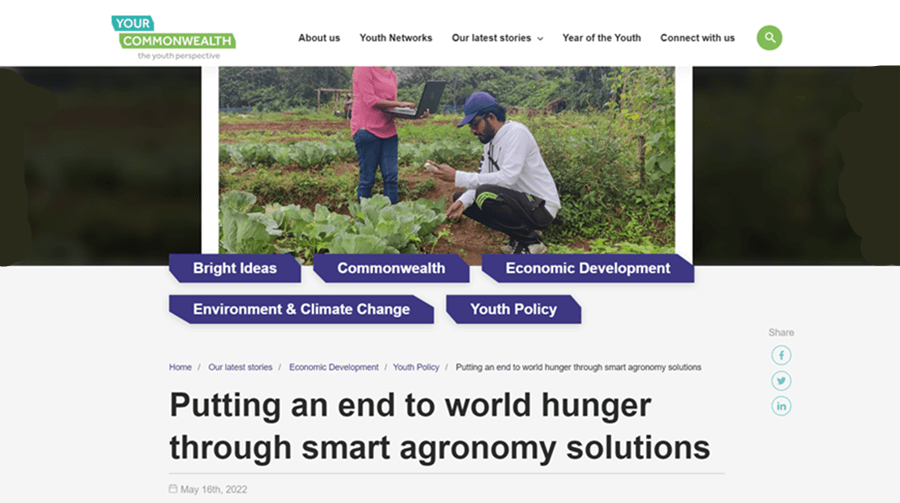 YOUR
COMMONWEALTH
the youth perspective
About us Youth Networks Our latest stories Year of the Youth Connect with us
Bright Ideas Commonwealth Economic Development
Environment & Climate Change Youth Policy
Share
Home / Our latest stories / Economic Development / Youth Policy / Putting an end to world hunger through smart agronomy solutions
Putting an end to world hunger
through smart agronomy solutions
May 16th, 2022